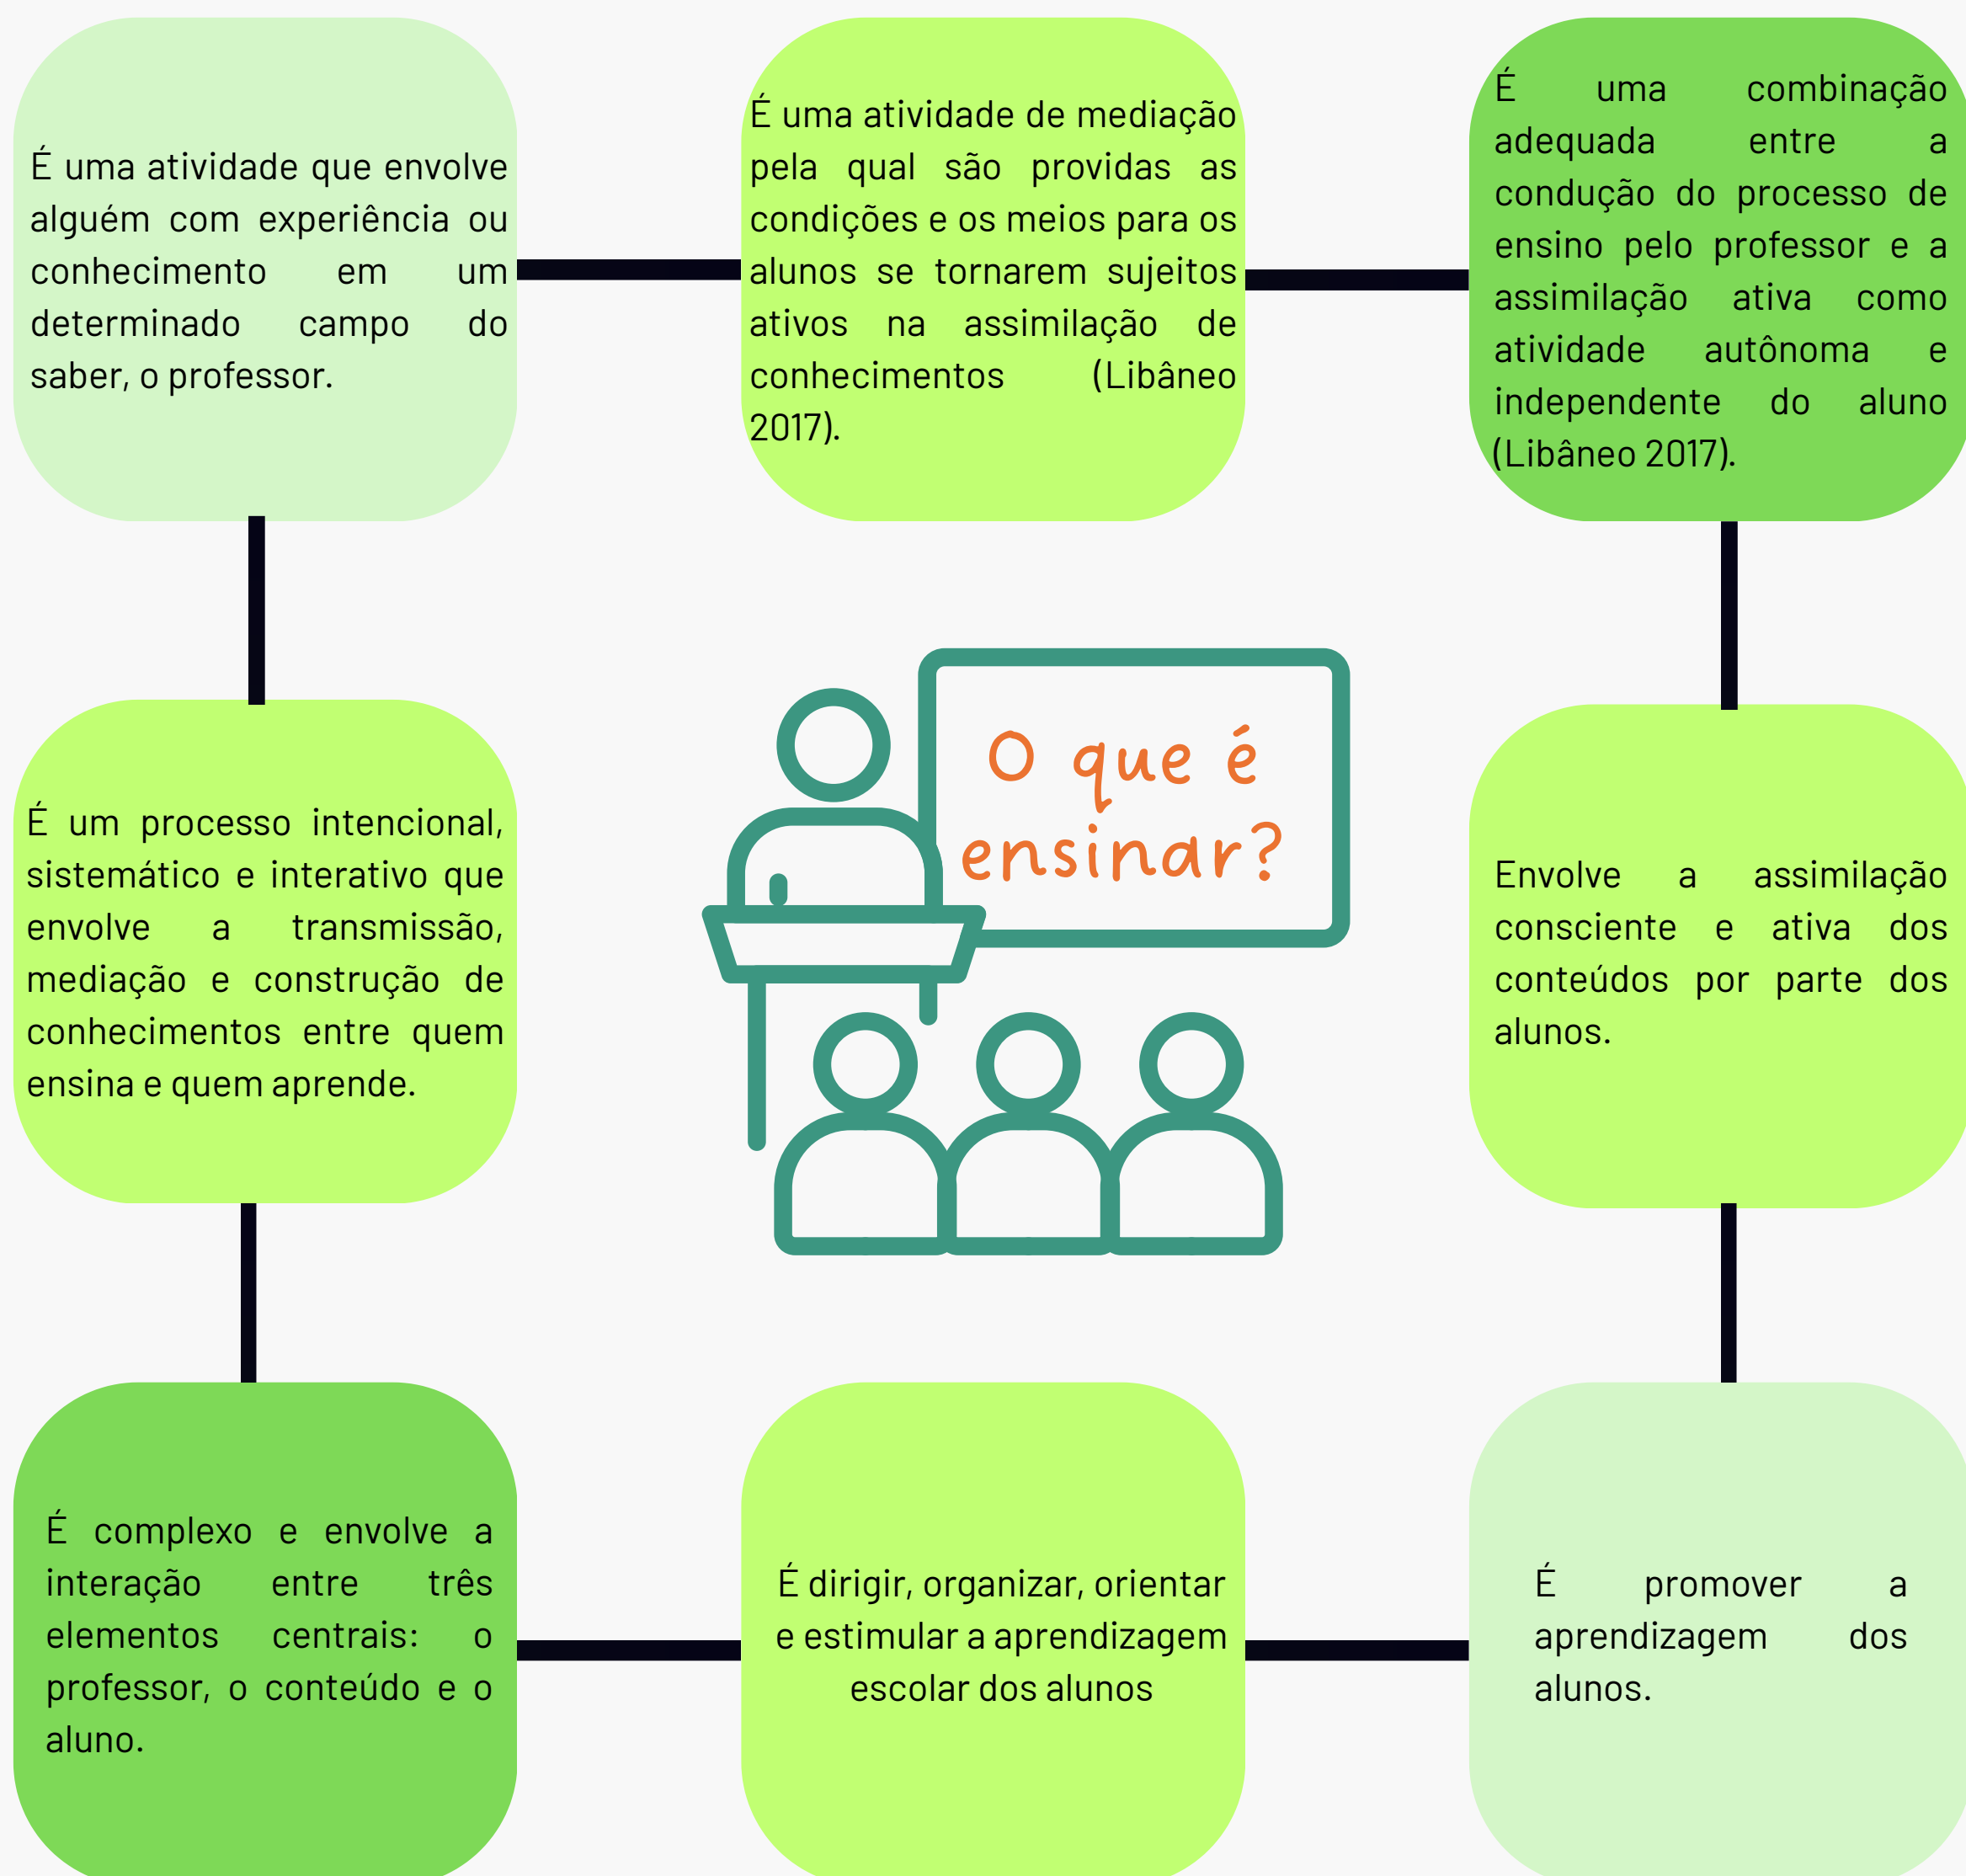 É uma atividade que envolve
alguém com experiência ou
conhecimento em um
determinado campo do
saber, o professor.
É uma atividade de mediação
pela qual são providas as
condições e os meios para os
alunos se tornarem sujeitos
ativos na assimilação de
conhecimentos (Libâneo
2017).
É uma combinação
adequada entre a
condução do processo de
ensino pelo professor e a
assimilação ativa como
atividade autônoma e
independente do aluno
(Libâneo 2017).
É um processo intencional,
sistemático e interativo que
envolve a transmissão,
mediação e construção de
conhecimentos entre quem
ensina e quem aprende.
O que é
ensinar?
Envolve a assimilação
consciente e ativa dos
conteúdos por parte dos
alunos.
É complexo e envolve a
interação entre três
elementos centrais: o
professor, o conteúdo e o
aluno.
É dirigir, organizar, orientar
e estimular a aprendizagem
escolar dos alunos
É promover a
aprendizagem dos
alunos.